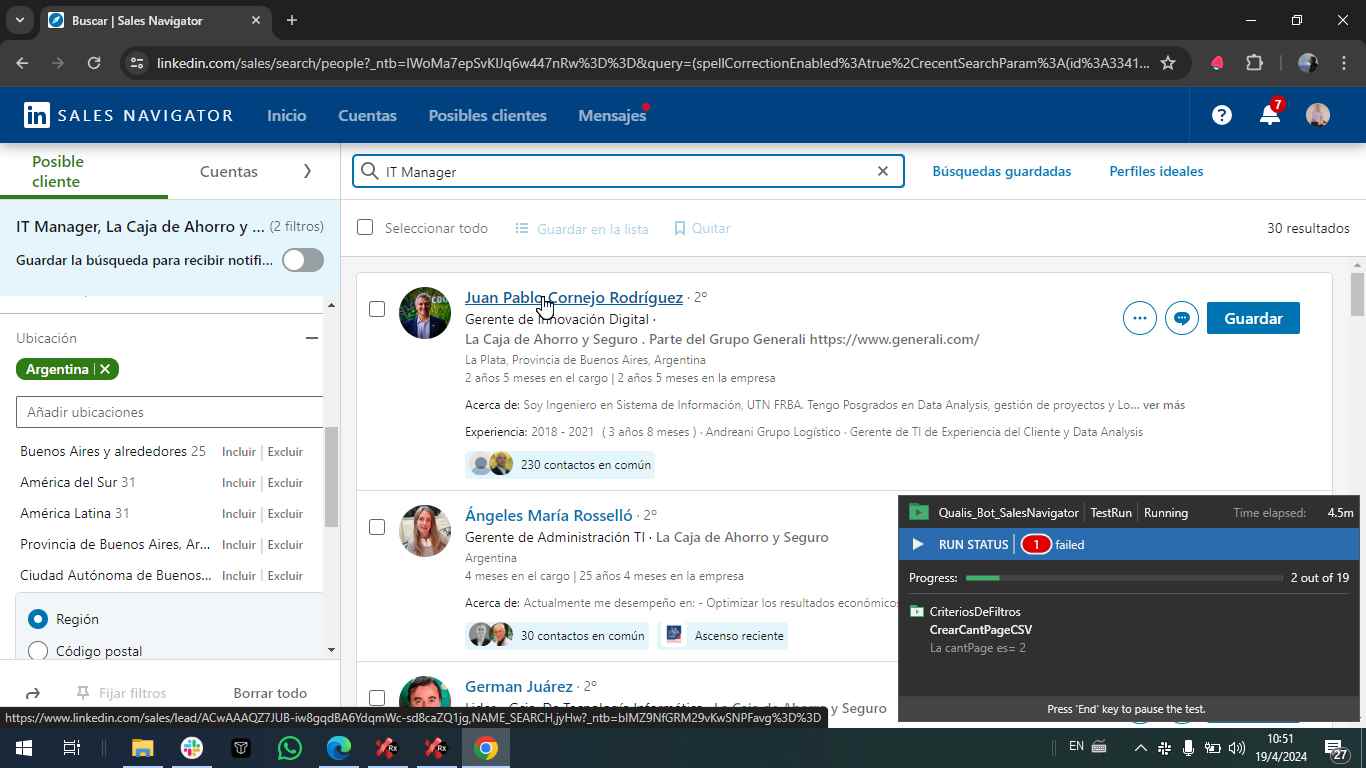 Buscar | Sales Navigator
linkedin.com/sales/search/people?_ntb=IWoMa7epSvKIJq6w447nRw%3D%3D&query=(spellCorrectionEnabled%3Atrue%2CrecentSearchParam%3A(id%3A3341...
in SALES NAVIGATOR
Inicio
Cuentas
Posibles clientes
Mensajes
7
Posible cliente
Cuentas
IT Manager
Búsquedas guardadas
Perfiles ideales
IT Manager, La Caja de Ahorro y ... (2 filtros)
Guardar la búsqueda para recibir notifi...
Seleccionar todo
Guardar en la lista
Quitar
30 resultados
Ubicación
Argentina
Añadir ubicaciones
Buenos Aires y alrededores 25 Incluir | Excluir
América del Sur 31 Incluir | Excluir
América Latina 31 Incluir | Excluir
Provincia de Buenos Aires, Ar... Incluir | Excluir
Ciudad Autónoma de Buenos... Incluir | Excluir
Región
Código postal
Fijar filtros
Borrar todo
Juan Pablo Cornejo Rodríguez · 2º
Gerente de Innovación Digital ·
La Caja de Ahorro y Seguro . Parte del Grupo Generali https://www.generali.com/
La Plata, Provincia de Buenos Aires, Argentina
2 años 5 meses en el cargo | 2 años 5 meses en la empresa
Acerca de: Soy Ingeniero en Sistema de Información, UTN FRBA. Tengo Posgrados en Data Analysis, gestión de proyectos y Lo... ver más
Experiencia: 2018 - 2021 ( 3 años 8 meses ) · Andreani Grupo Logístico · Gerente de TI de Experiencia del Cliente y Data Analysis
230 contactos en común
Guardar
Ángeles María Rosselló · 2º
Gerente de Administración TI · La Caja de Ahorro y Seguro
Argentina
4 meses en el cargo | 25 años 4 meses en la empresa
Acerca de: Actualmente me desempeño en: - Optimizar los resultados económicos
30 contactos en común
Ascenso reciente
German Juárez · 2º
y Seguro
Qualis_Bot_SalesNavigator | TestRun | Running
Time elapsed: 4.5m
RUN STATUS | 1 failed
Progress: 2 out of 19
CriteriosDeFiltros
CrearCantPageCSV
La cantPage es= 2
Press 'End' key to pause the test.
https://www.linkedin.com/sales/lead/ACwAAAQZ7JUB-iw8gqdBA6YdqmWc-sd8caZQ1jg,NAME_SEARCH,jyHw?_ntb=bIMZ9NfGRM29vKwSNPFavg%3D%3D
EN
10:51
19/4/2024
27